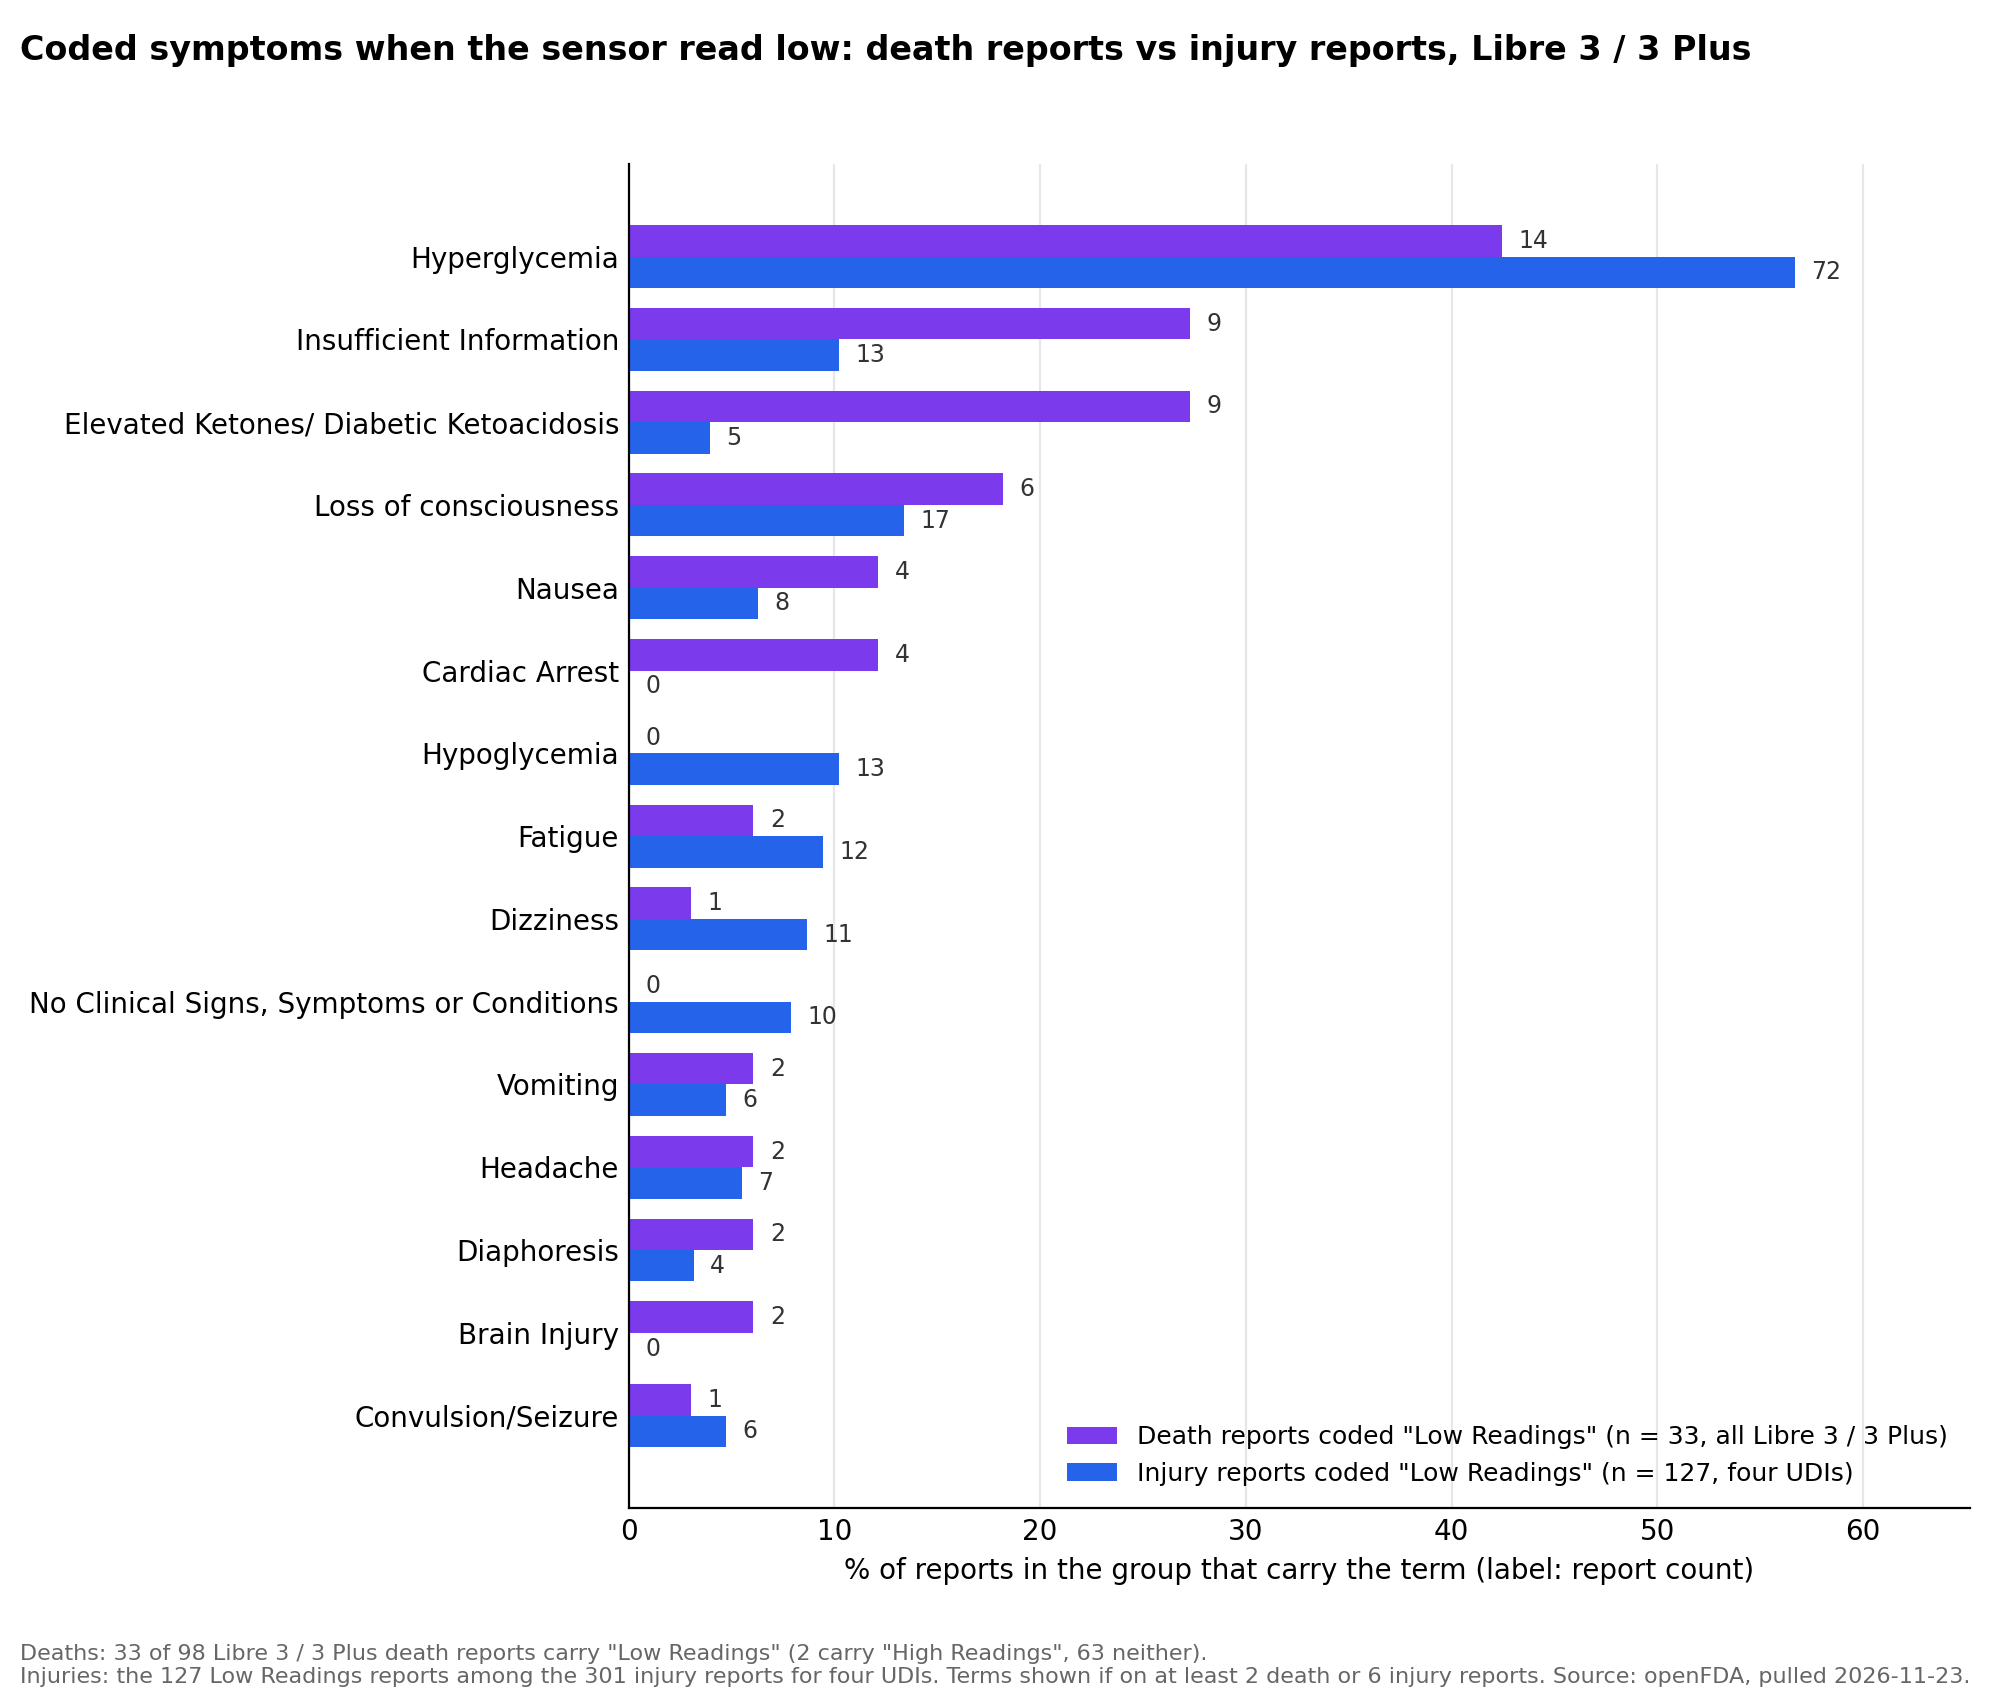 Coded symptoms when the sensor read low: death reports vs injury reports, Libre 3 / 3 Plus
Hyperglycemia
14
72
Insufficient Information
9
13
Elevated Ketones/ Diabetic Ketoacidosis
9
5
Loss of consciousness
6
17
Nausea
4
8
Cardiac Arrest
4
0
Hypoglycemia
0
13
Fatigue
2
12
Dizziness
1
11
No Clinical Signs, Symptoms or Conditions
0
10
Vomiting
2
6
Headache
2
7
Diaphoresis
2
4
Brain Injury
2
0
Convulsion/Seizure
1
6
Death reports coded "Low Readings" (n = 33, all Libre 3 / 3 Plus)
Injury reports coded "Low Readings" (n = 127, four UDIs)
0 10 20 30 40 50 60
% of reports in the group that carry the term (label: report count)
Deaths: 33 of 98 Libre 3 / 3 Plus death reports carry "Low Readings" (2 carry "High Readings", 63 neither).
Injuries: the 127 Low Readings reports among the 301 injury reports for four UDIs. Terms shown if on at least 2 death or 6 injury reports. Source: openFDA, pulled 2026-11-23.